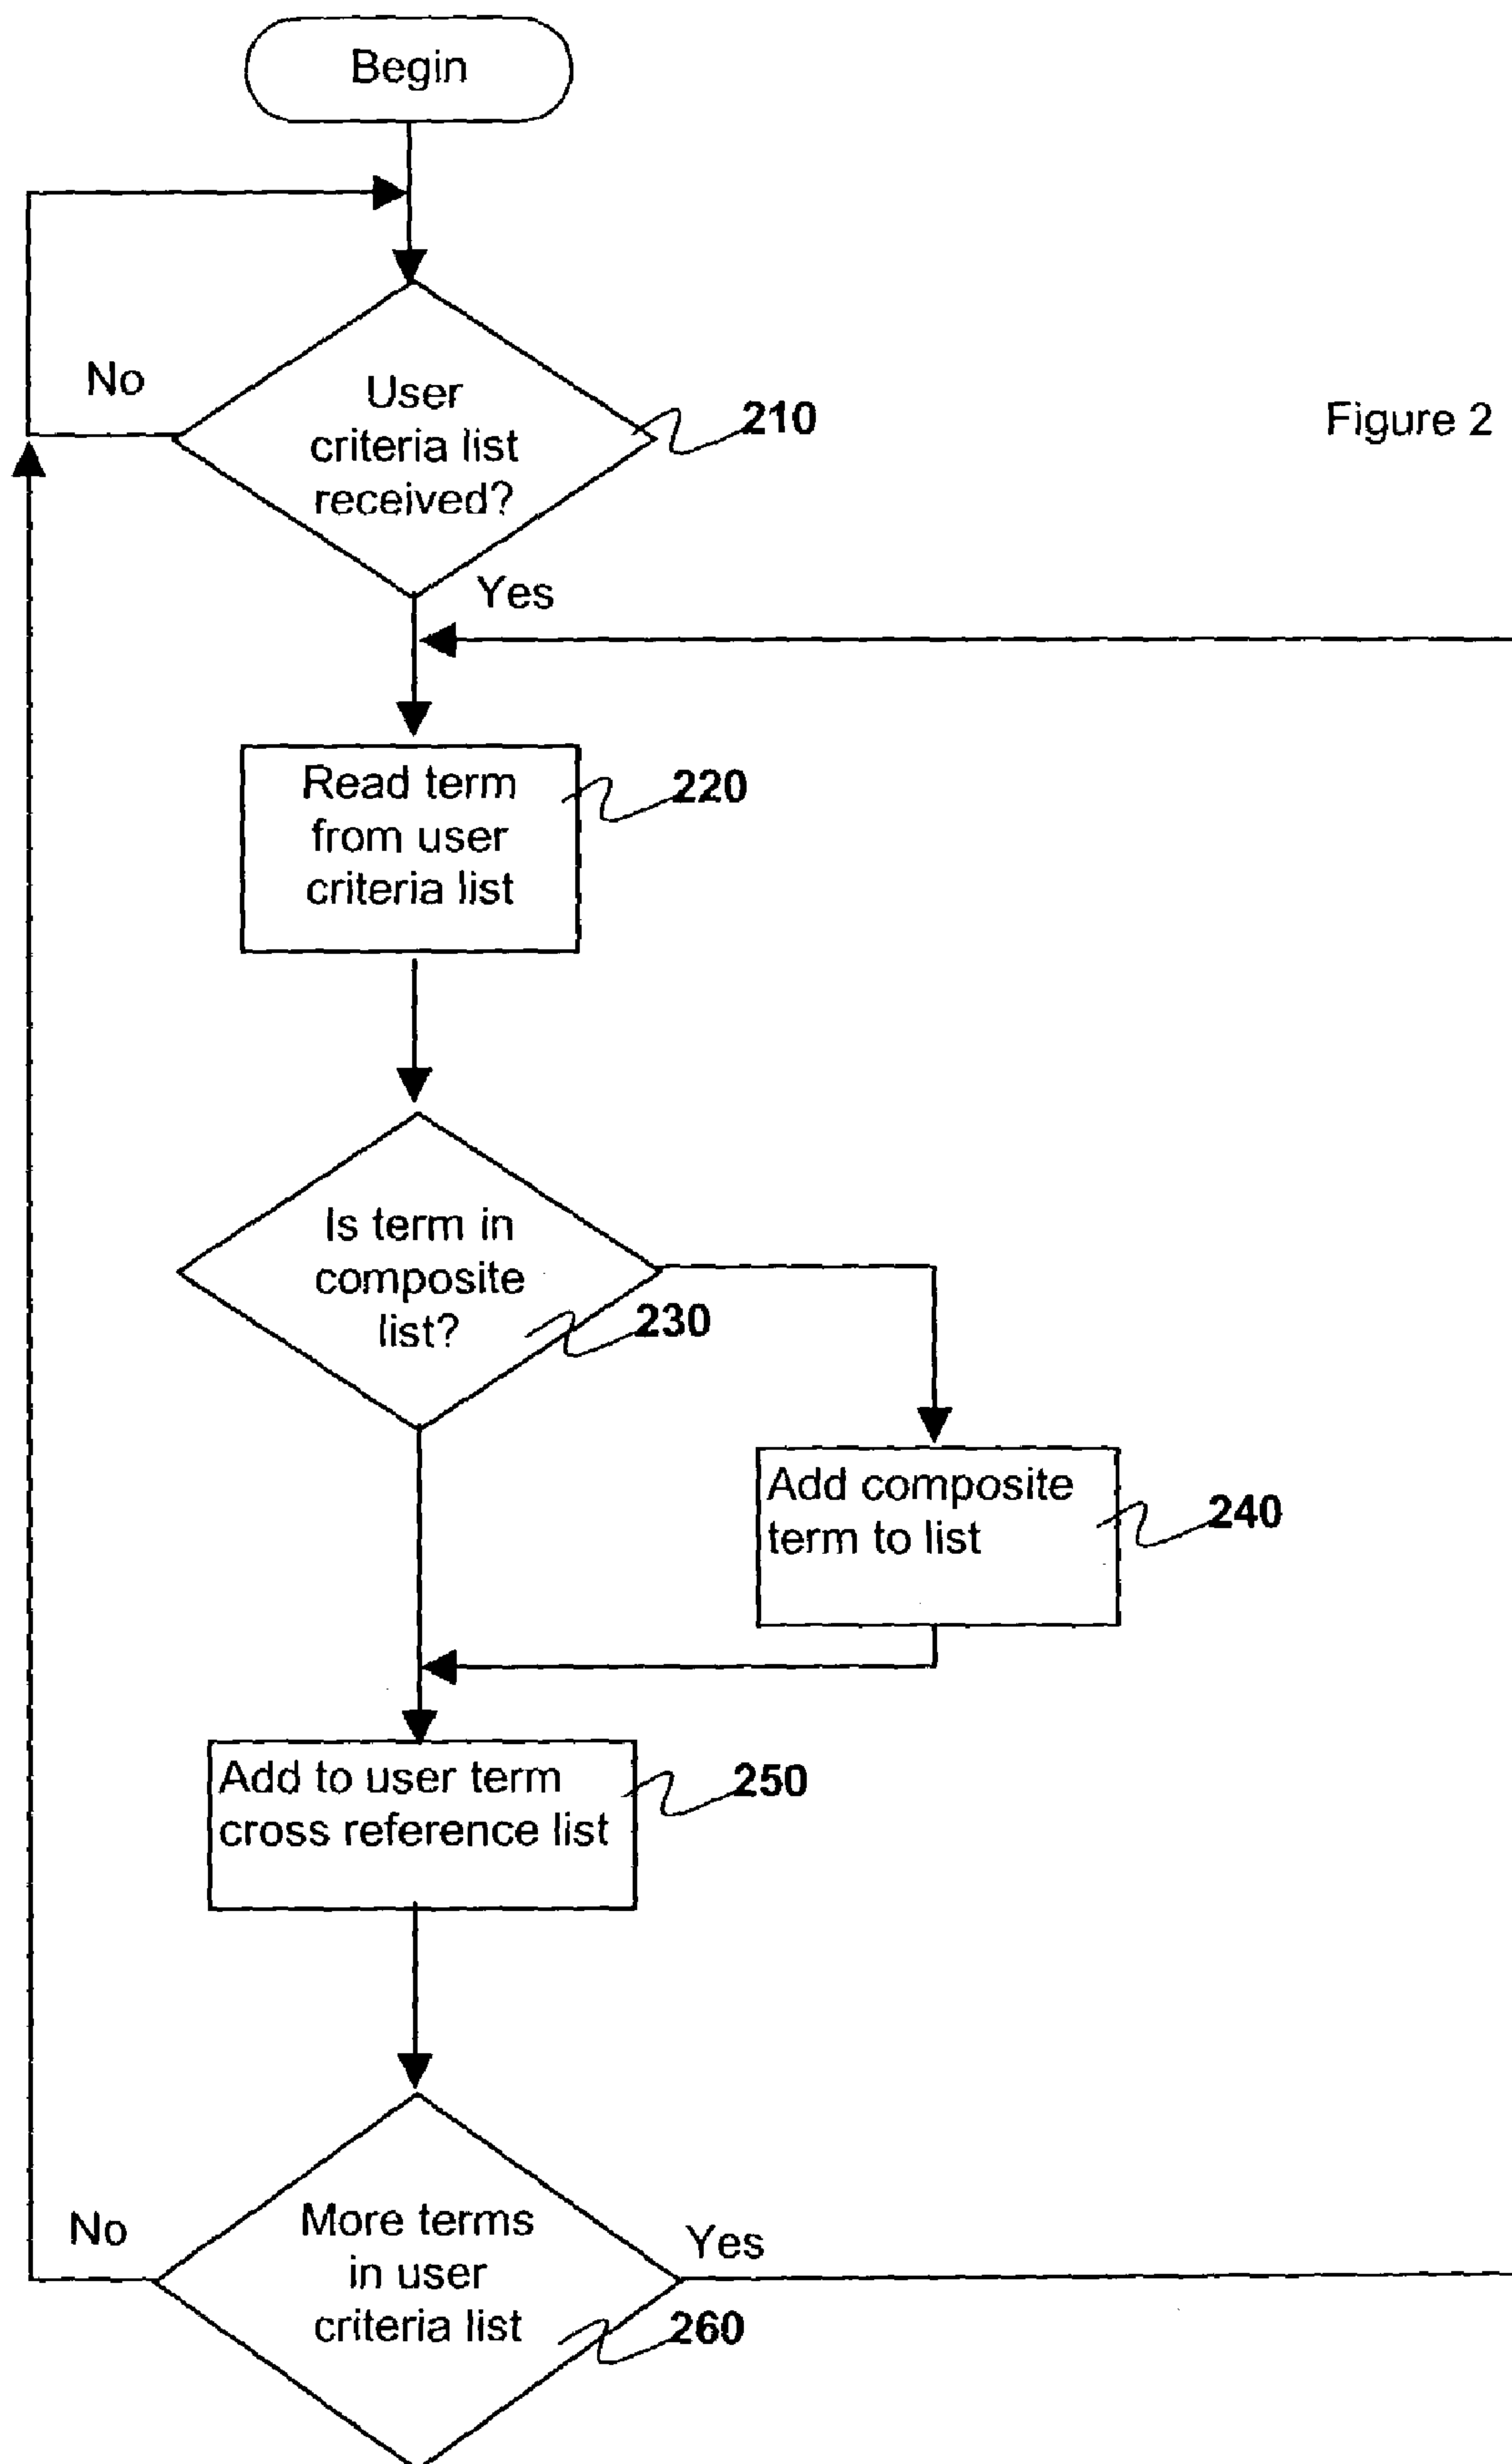 Begin
No
User
criteria list
received?
210
Figure 2
Yes
Read term
from user
criteria list
220
Is term in
composite
list?
230
Add composite
term to list
240
Add to user term
cross reference list
250
No
More terms
in user
criteria list
Yes
260